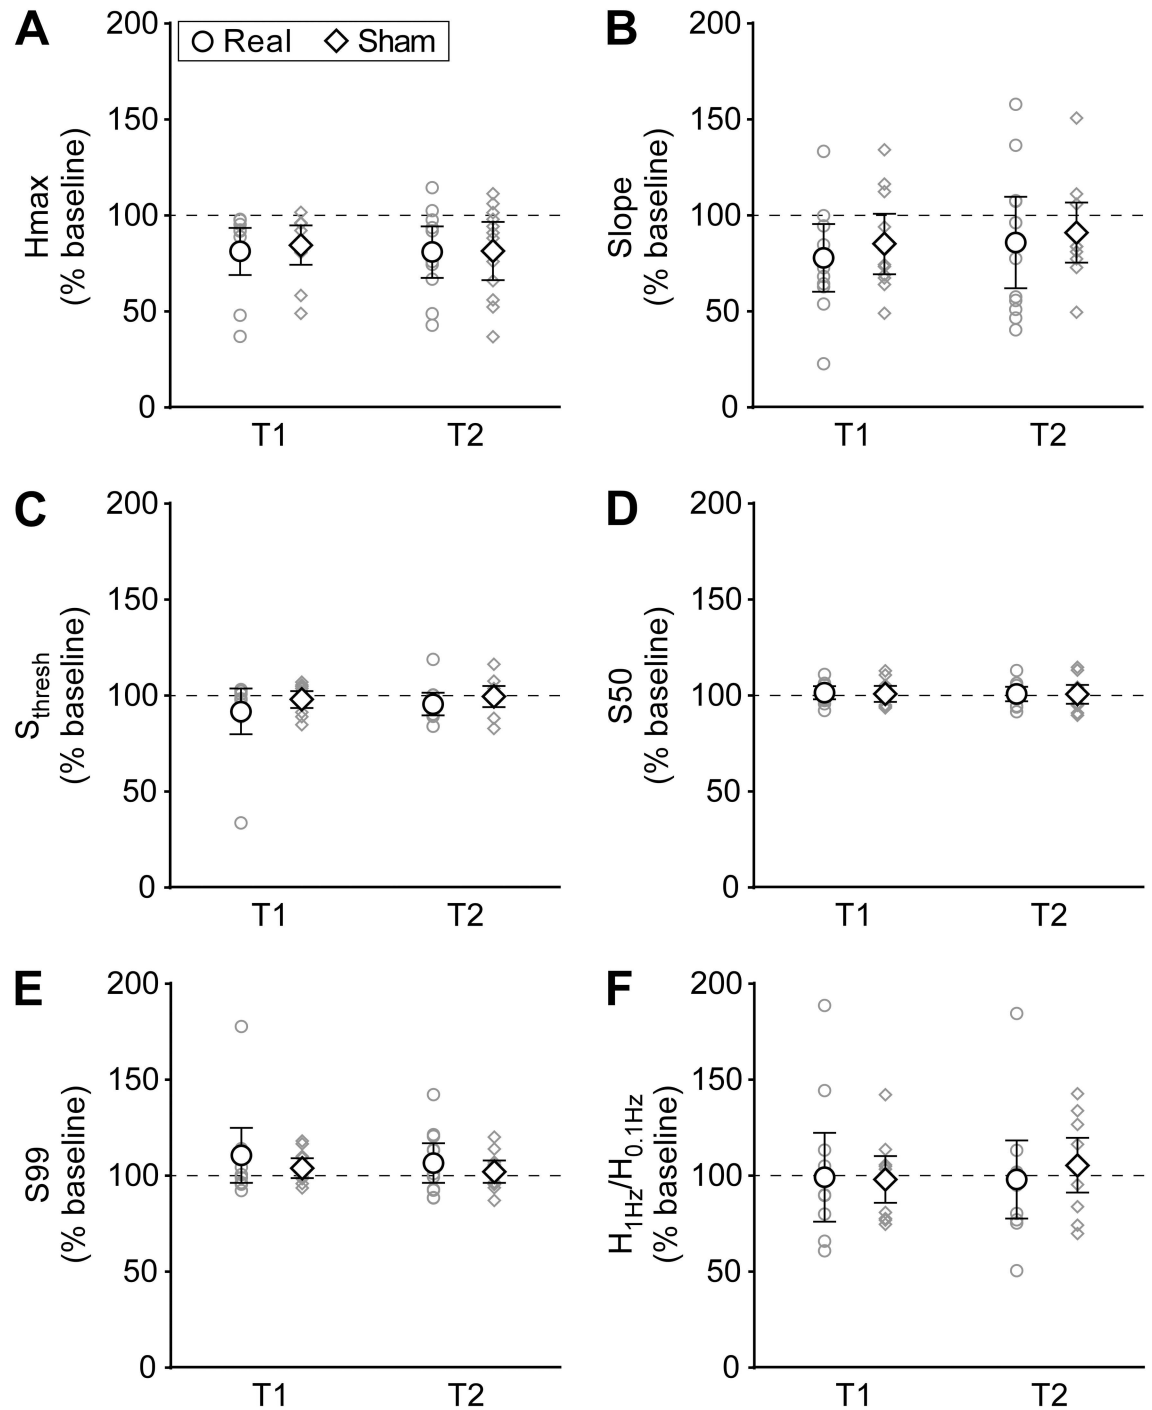 A
Real Sham
Hmax
(% baseline)
200
150
100
50
0
T1 T2
B
Slope
(% baseline)
200
150
100
50
0
T1 T2
C
Sthresh
(% baseline)
200
150
100
50
0
T1 T2
D
S50
(% baseline)
200
150
100
50
0
T1 T2
E
S99
(% baseline)
200
150
100
50
0
T1 T2
F
H1Hz/H0.1Hz
(% baseline)
200
150
100
50
0
T1 T2